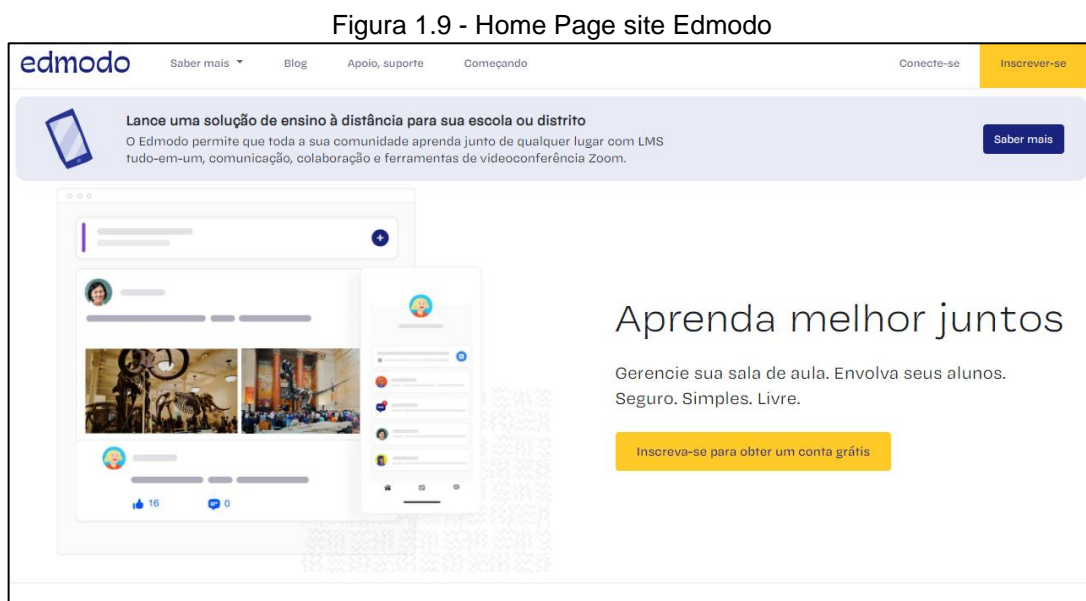 Figura 1.9 - Home Page site Edmodo
edmodo Saber mais Blog Apoio, suporte Começando Conecte-se Inscrever-se
Lance uma solução de ensino à distância para sua escola ou distrito
O Edmodo permite que toda a sua comunidade aprenda junto de qualquer lugar com LMS
tudo-em-um, comunicação, colaboração e ferramentas de videoconferência Zoom.
Saber mais
Aprenda melhor juntos
Gerencie sua sala de aula. Envolva seus alunos.
Seguro. Simples. Livre.
Inscreva-se para obter um conta grátis
16 0